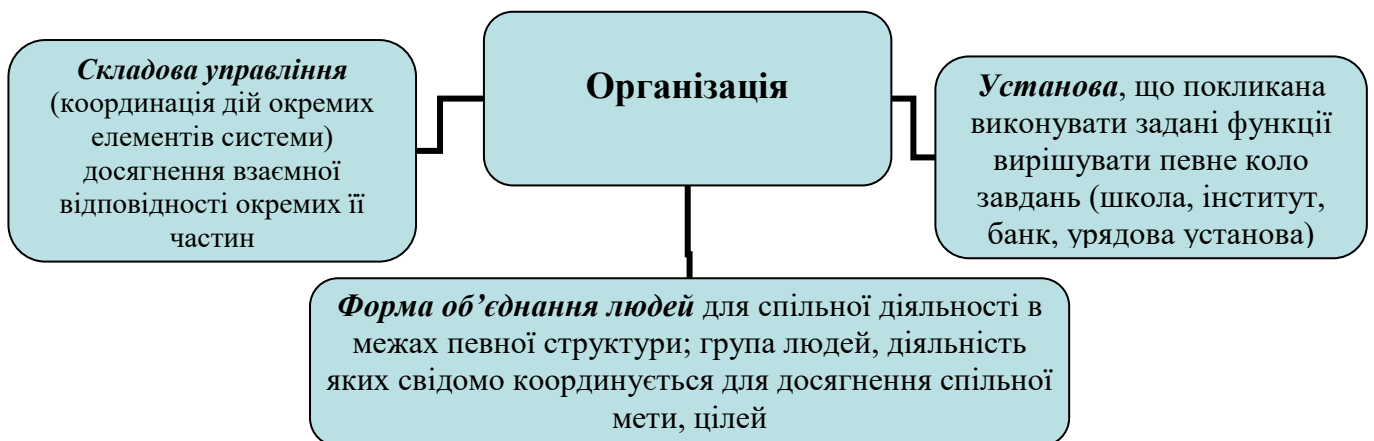 Організація
Складова управління
(координація дій окремих
елементів системи)
досягнення взаємної
відповідності окремих її
частин
Установа, що покликана
виконувати задані функції
вирішувати певне коло
завдань (школа, інститут,
банк, урядова установа)
Форма об’єднання людей для спільної діяльності в
межах певної структури; група людей, діяльність
яких свідомо координується для досягнення спільної
мети, цілей